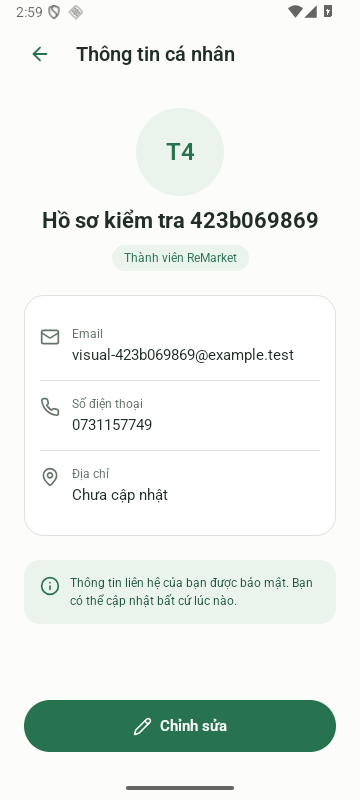 2:59
Thông tin cá nhân
T4
Hồ sơ kiểm tra 423b069869
Thành viên ReMarket
Email
visual-423b069869@example.test
Số điện thoại
0731157749
Địa chỉ
Chưa cập nhật
Thông tin liên hệ của bạn được bảo mật. Bạn
có thể cập nhật bất cứ lúc nào.
Chỉnh sửa